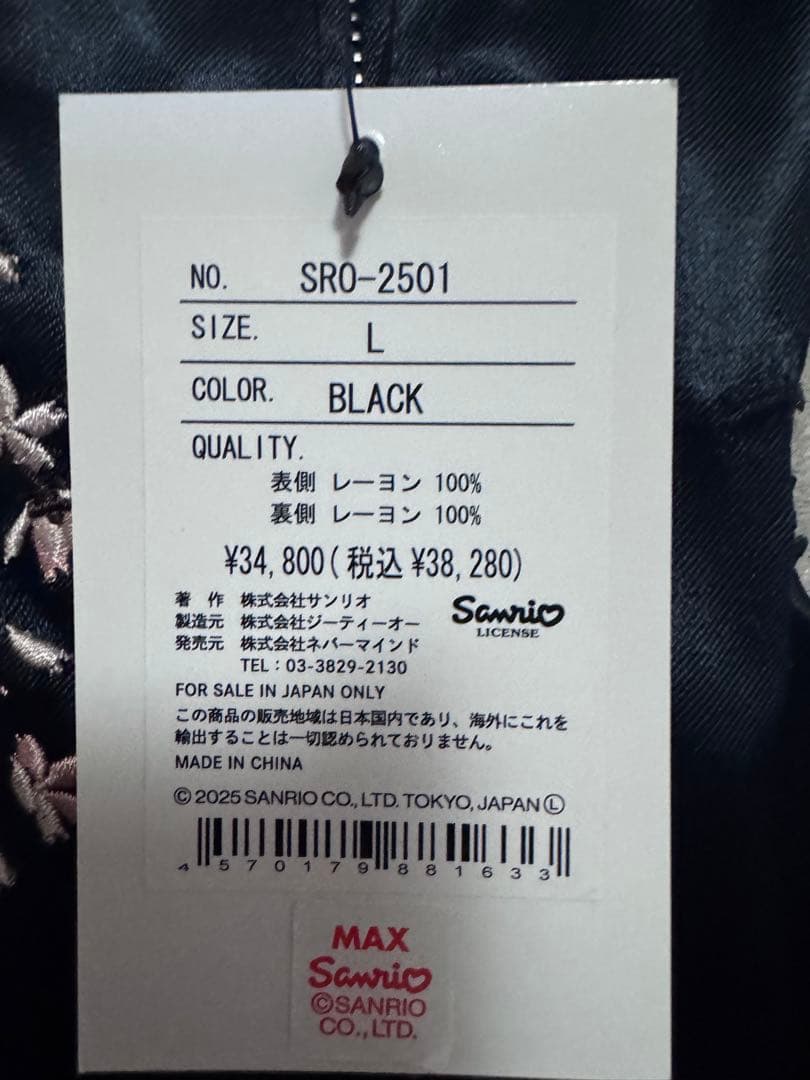 NO. SRO-2501
SIZE. L
COLOR. BLACK
QUALITY.
表側 レーヨン 100%
裏側 レーヨン 100%
¥34,800(税込¥38,280)
著 作 株式会社サンリオ
製造元 株式会社ジーティーオー
発売元 株式会社ネバーマインド
TEL:03-3829-2130
Sanrio
LICENSE
FOR SALE IN JAPAN ONLY
この商品の販売地域は日本国内であり、海外にこれを
輸出することは一切認められておりません。
MADE IN CHINA
©2025 SANRIO CO., LTD. TOKYO, JAPAN Ⓛ
4570179881633
MAX
Sanrio
©SANRIO
CO., LTD.